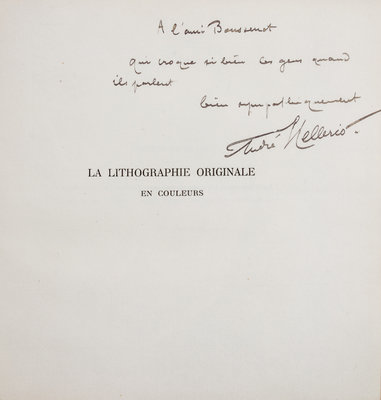 A l'ami Boussenot
qui croque si bien les gens quand
ils parlent
bien sympathiquement
André Mellerio.
LA LITHOGRAPHIE ORIGINALE
EN COULEURS